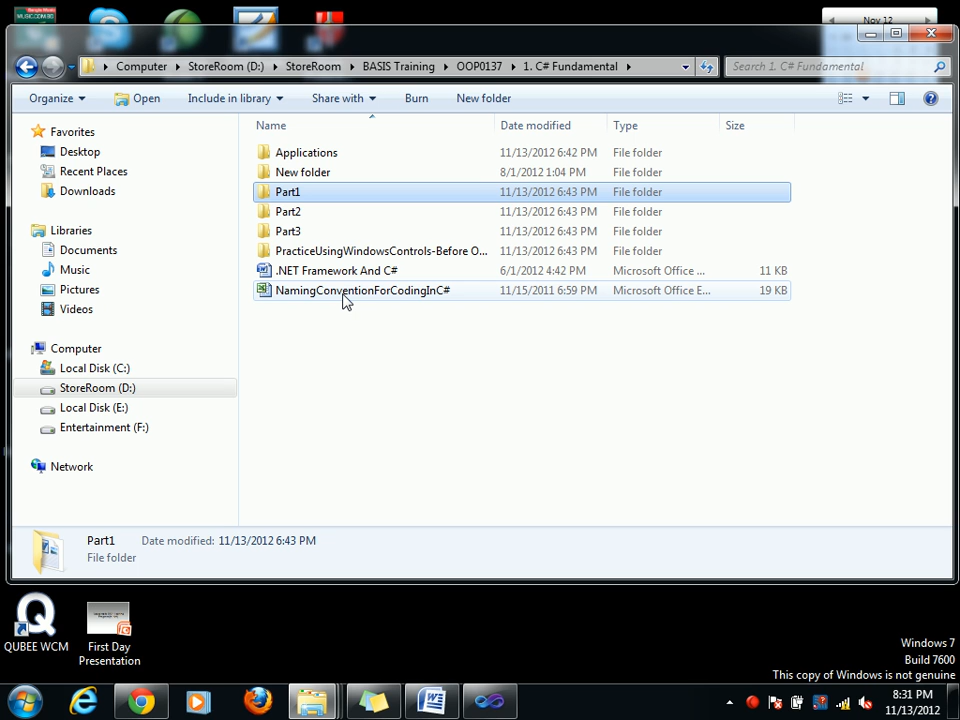 MUSIC.COM.BD
Nov 12
Computer
StoreRoom (D:)
StoreRoom
BASIS Training
OOP0137
1. C# Fundamental
Search 1. C# Fundamental
Organize
Open
Include in library
Share with
Burn
New folder
Name
Date modified
Type
Size
Favorites
Desktop
Recent Places
Downloads
Libraries
Documents
Music
Pictures
Videos
Computer
Local Disk (C:)
StoreRoom (D:)
Local Disk (E:)
Entertainment (F:)
Network
Applications 11/13/2012 6:42 PM File folder
New folder 8/1/2012 1:04 PM File folder
Part1 11/13/2012 6:43 PM File folder
Part2 11/13/2012 6:43 PM File folder
Part3 11/13/2012 6:43 PM File folder
PracticeUsingWindowsControls-Before O... 11/13/2012 6:43 PM File folder
.NET Framework And C# 6/1/2012 4:42 PM Microsoft Office ... 11 KB
NamingConventionForCodingInC# 11/15/2011 6:59 PM Microsoft Office E... 19 KB
Part1 Date modified: 11/13/2012 6:43 PM
File folder
QUBEE WCM
First Day
Presentation
Windows 7
Build 7600
This copy of Windows is not genuine
8:31 PM
11/13/2012